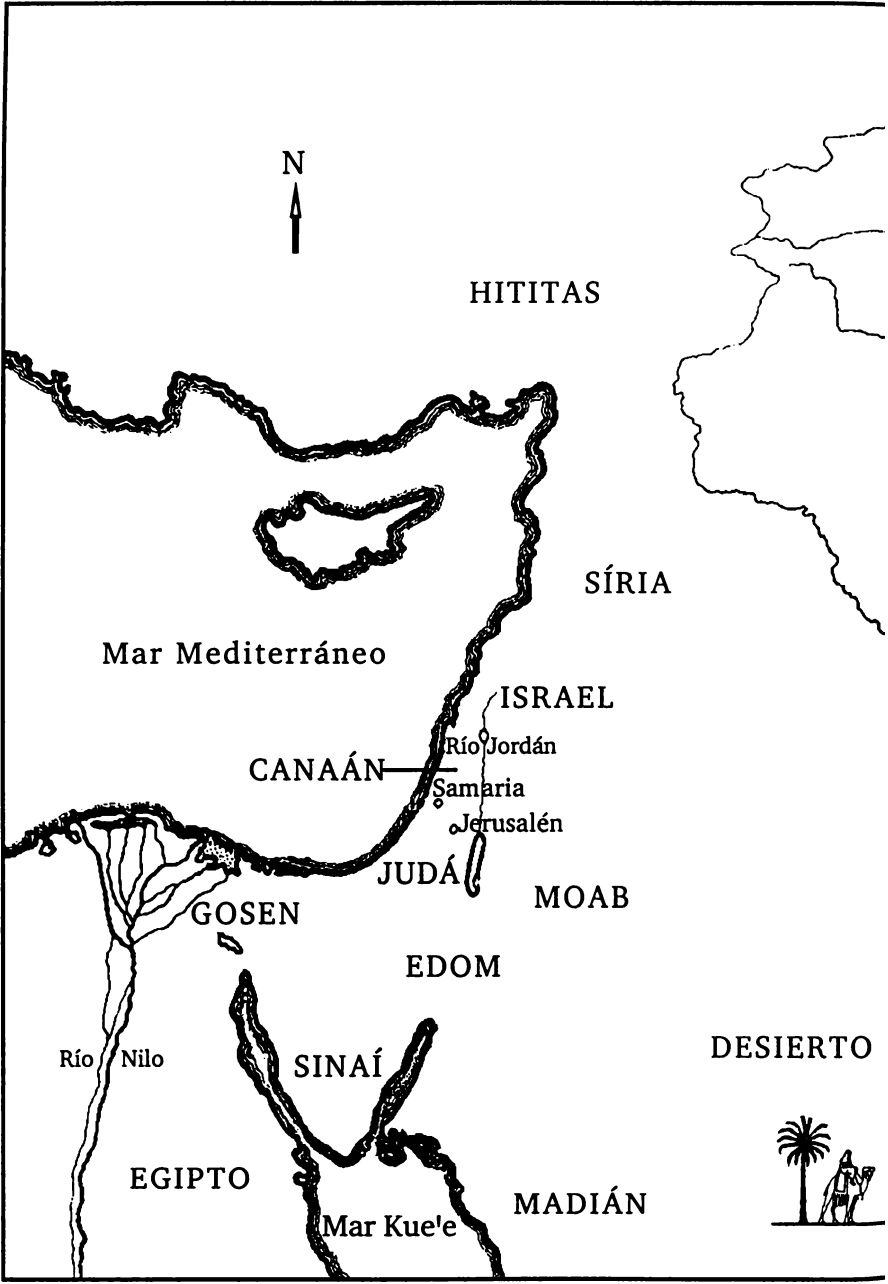 N
HITITAS
SÍRIA
Mar Mediterráneo
ISRAEL
Río Jordán
CANAÁN
Samaria
Jerusalén
JUDÁ
MOAB
GOSEN
EDOM
DESIERTO
Río Nilo
SINAÍ
EGIPTO
MADIÁN
Mar Kue'e